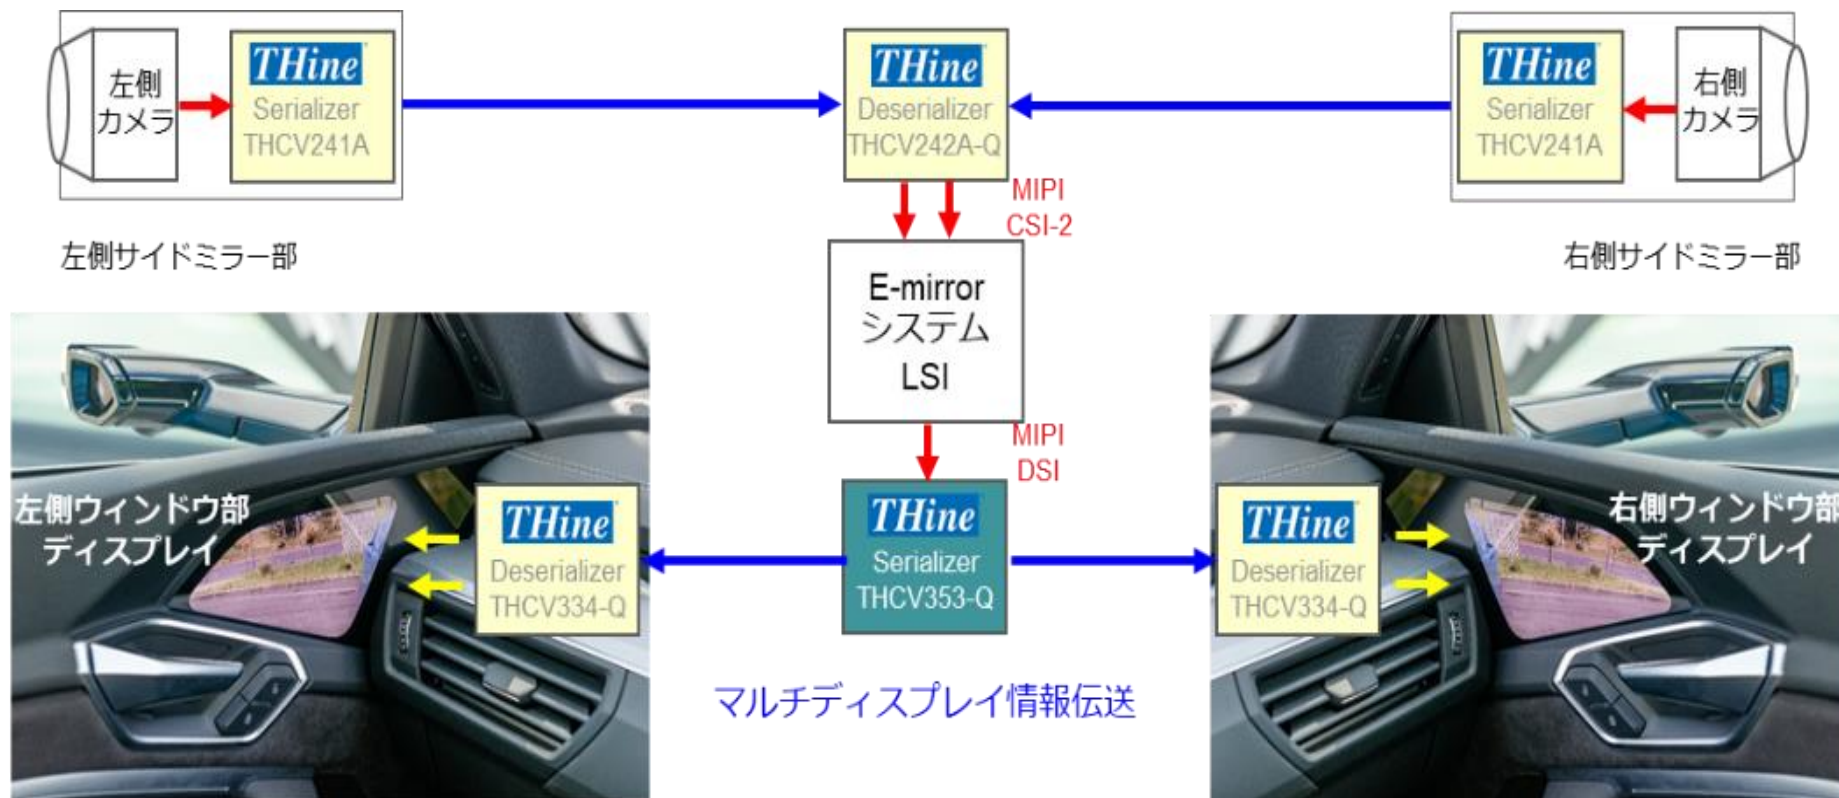 左側
カメラ
THine
Serializer
THCV241A
THine
Deserializer
THCV242A-Q
THine
Serializer
THCV241A
右側
カメラ
MIPI
CSI-2
左側サイドミラー部
右側サイドミラー部
E-mirror
システム
LSI
MIPI
DSI
左側ウィンドウ部
ディスプレイ
THine
Deserializer
THCV334-Q
THine
Serializer
THCV353-Q
THine
Deserializer
THCV334-Q
右側ウィンドウ部
ディスプレイ
マルチディスプレイ情報伝送